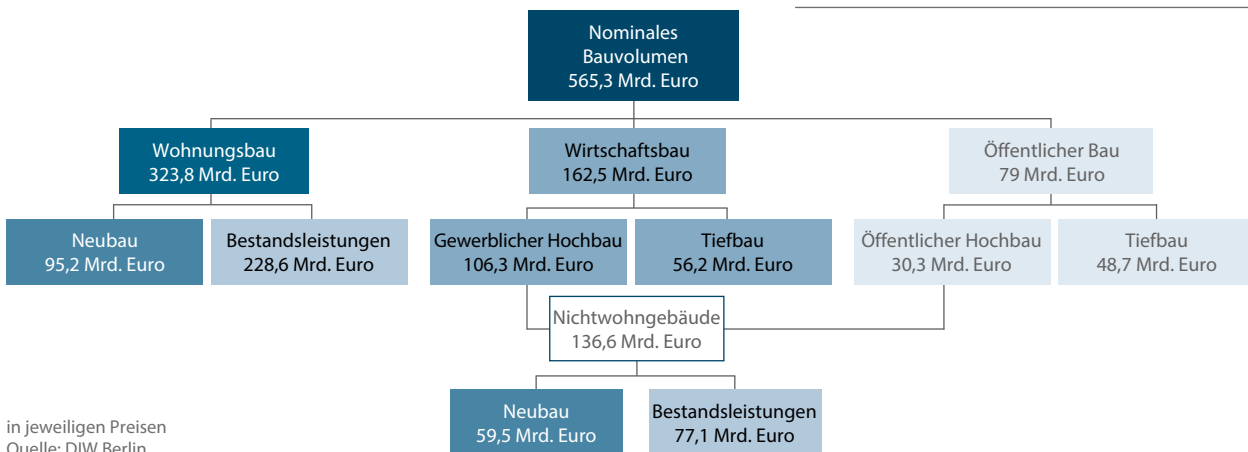 Nominales
Bauvolumen
565,3 Mrd. Euro
Wohnungsbau
323,8 Mrd. Euro
Wirtschaftsbau
162,5 Mrd. Euro
Öffentlicher Bau
79 Mrd. Euro
Neubau
95,2 Mrd. Euro
Bestandsleistungen
228,6 Mrd. Euro
Gewerblicher Hochbau
106,3 Mrd. Euro
Tiefbau
56,2 Mrd. Euro
Öffentlicher Hochbau
30,3 Mrd. Euro
Tiefbau
48,7 Mrd. Euro
Nichtwohngebäude
136,6 Mrd. Euro
Neubau
59,5 Mrd. Euro
Bestandsleistungen
77,1 Mrd. Euro
in jeweiligen Preisen
Quelle: DIW Berlin